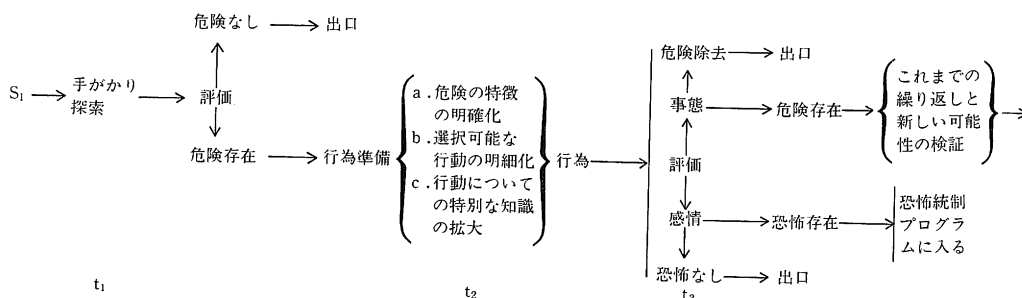 危険なし
出口
S₁
手がかり
探索
評価
危険存在
行為準備
a.危険の特徴
の明確化
b.選択可能な
行動の明細化
c.行動について
の特別な知識
の拡大
行為
危険除去
出口
事態
危険存在
これまでの
繰り返しと
新しい可能
性の検証
評価
感情
恐怖存在
恐怖統制
プログラ
ムに入る
恐怖なし
出口
t₁
t₂